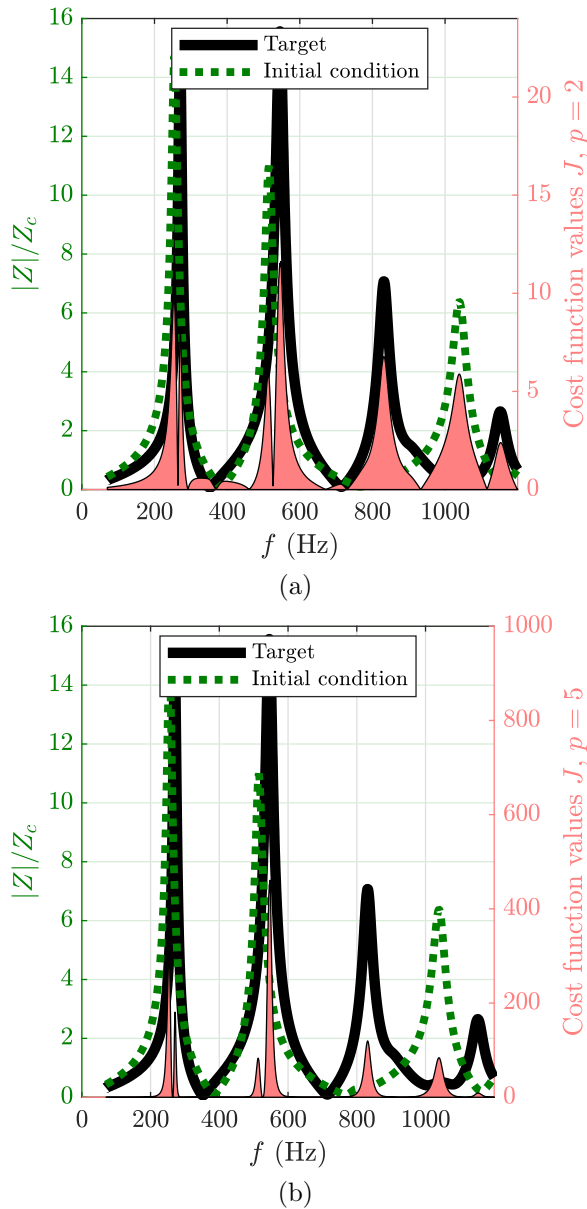 16
14
12
10
8
6
4
2
0
|Z|/Z_c
Target
Initial condition
20
15
10
5
0
Cost function values J, p = 2
0 200 400 600 800 1000
f (Hz)
(a)
16
14
12
10
8
6
4
2
0
|Z|/Z_c
Target
Initial condition
1000
800
600
400
200
0
Cost function values J, p = 5
0 200 400 600 800 1000
f (Hz)
(b)